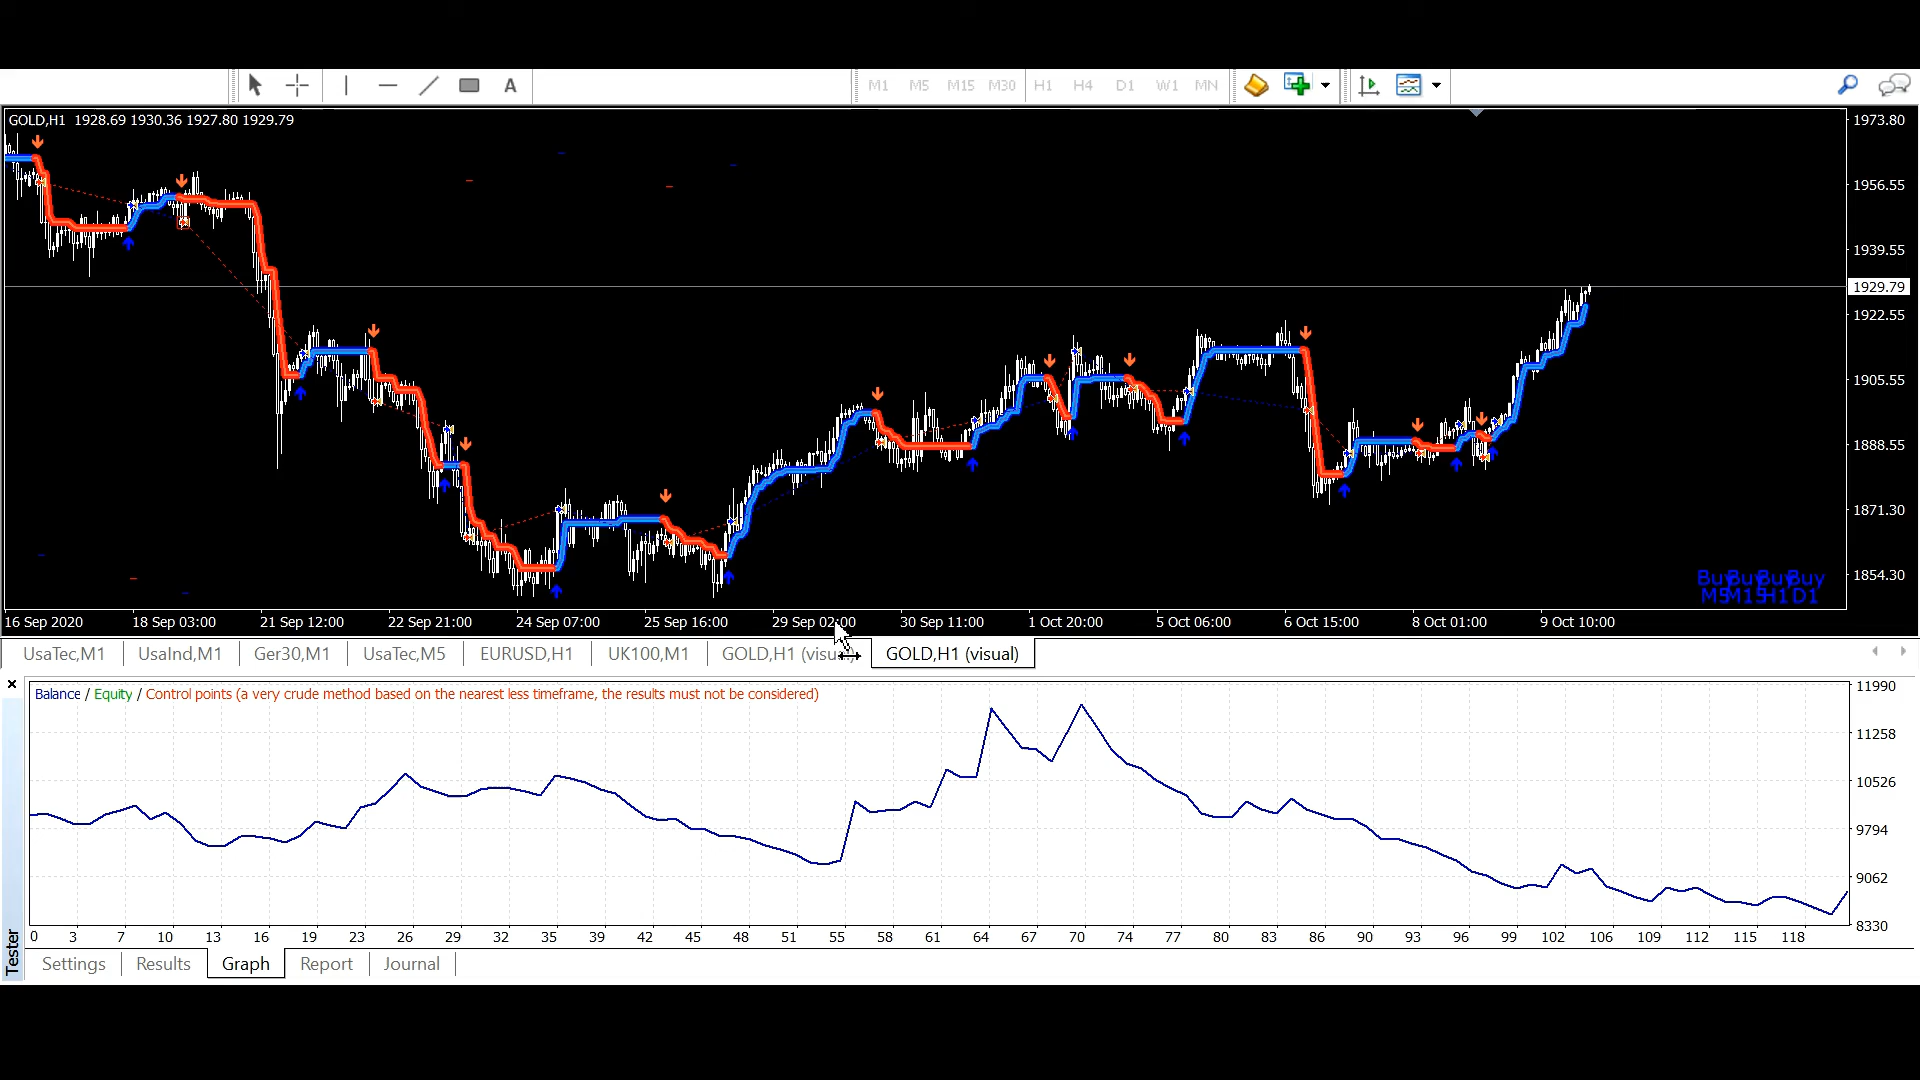 A M1 M5 M15 M30 H1 H4 D1 W1 MN
GOLD,H1 1928.69 1930.36 1927.80 1929.79
1973.80
1956.55
1939.55
1929.79
1922.55
1905.55
1888.55
1871.30
1854.30
Buy Buy Buy Buy
M5 M15 H1 D1
16 Sep 2020 18 Sep 03:00 21 Sep 12:00 22 Sep 21:00 24 Sep 07:00 25 Sep 16:00 29 Sep 02:00 30 Sep 11:00 1 Oct 20:00 5 Oct 06:00 6 Oct 15:00 8 Oct 01:00 9 Oct 10:00
UsaTec,M1 UsaInd,M1 Ger30,M1 UsaTec,M5 EURUSD,H1 UK100,M1 GOLD,H1 (visual) GOLD,H1 (visual)
Balance / Equity / Control points (a very crude method based on the nearest less timeframe, the results must not be considered)
11990
11258
10526
9794
9062
8330
0 3 7 10 13 16 19 23 26 29 32 35 39 42 45 48 51 55 58 61 64 67 70 74 77 80 83 86 90 93 96 99 102 106 109 112 115 118
Tester
Settings Results Graph Report Journal